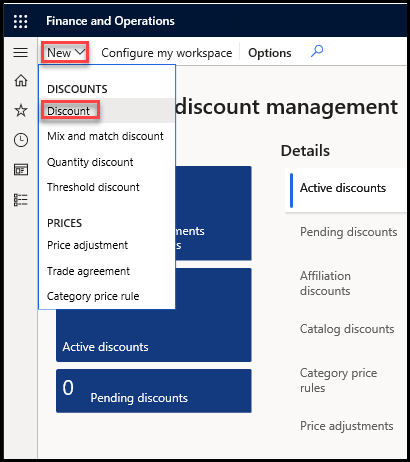 Finance and Operations
New Configure my workspace Options
DISCOUNTS
Discount
Mix and match discount
Quantity discount
Threshold discount
PRICES
Price adjustment
Trade agreement
Category price rule
discount management
ments
s
Active discounts
0
Pending discounts
Details
Active discounts
Pending discounts
Affiliation
discounts
Catalog discounts
Category price
rules
Price adjustments